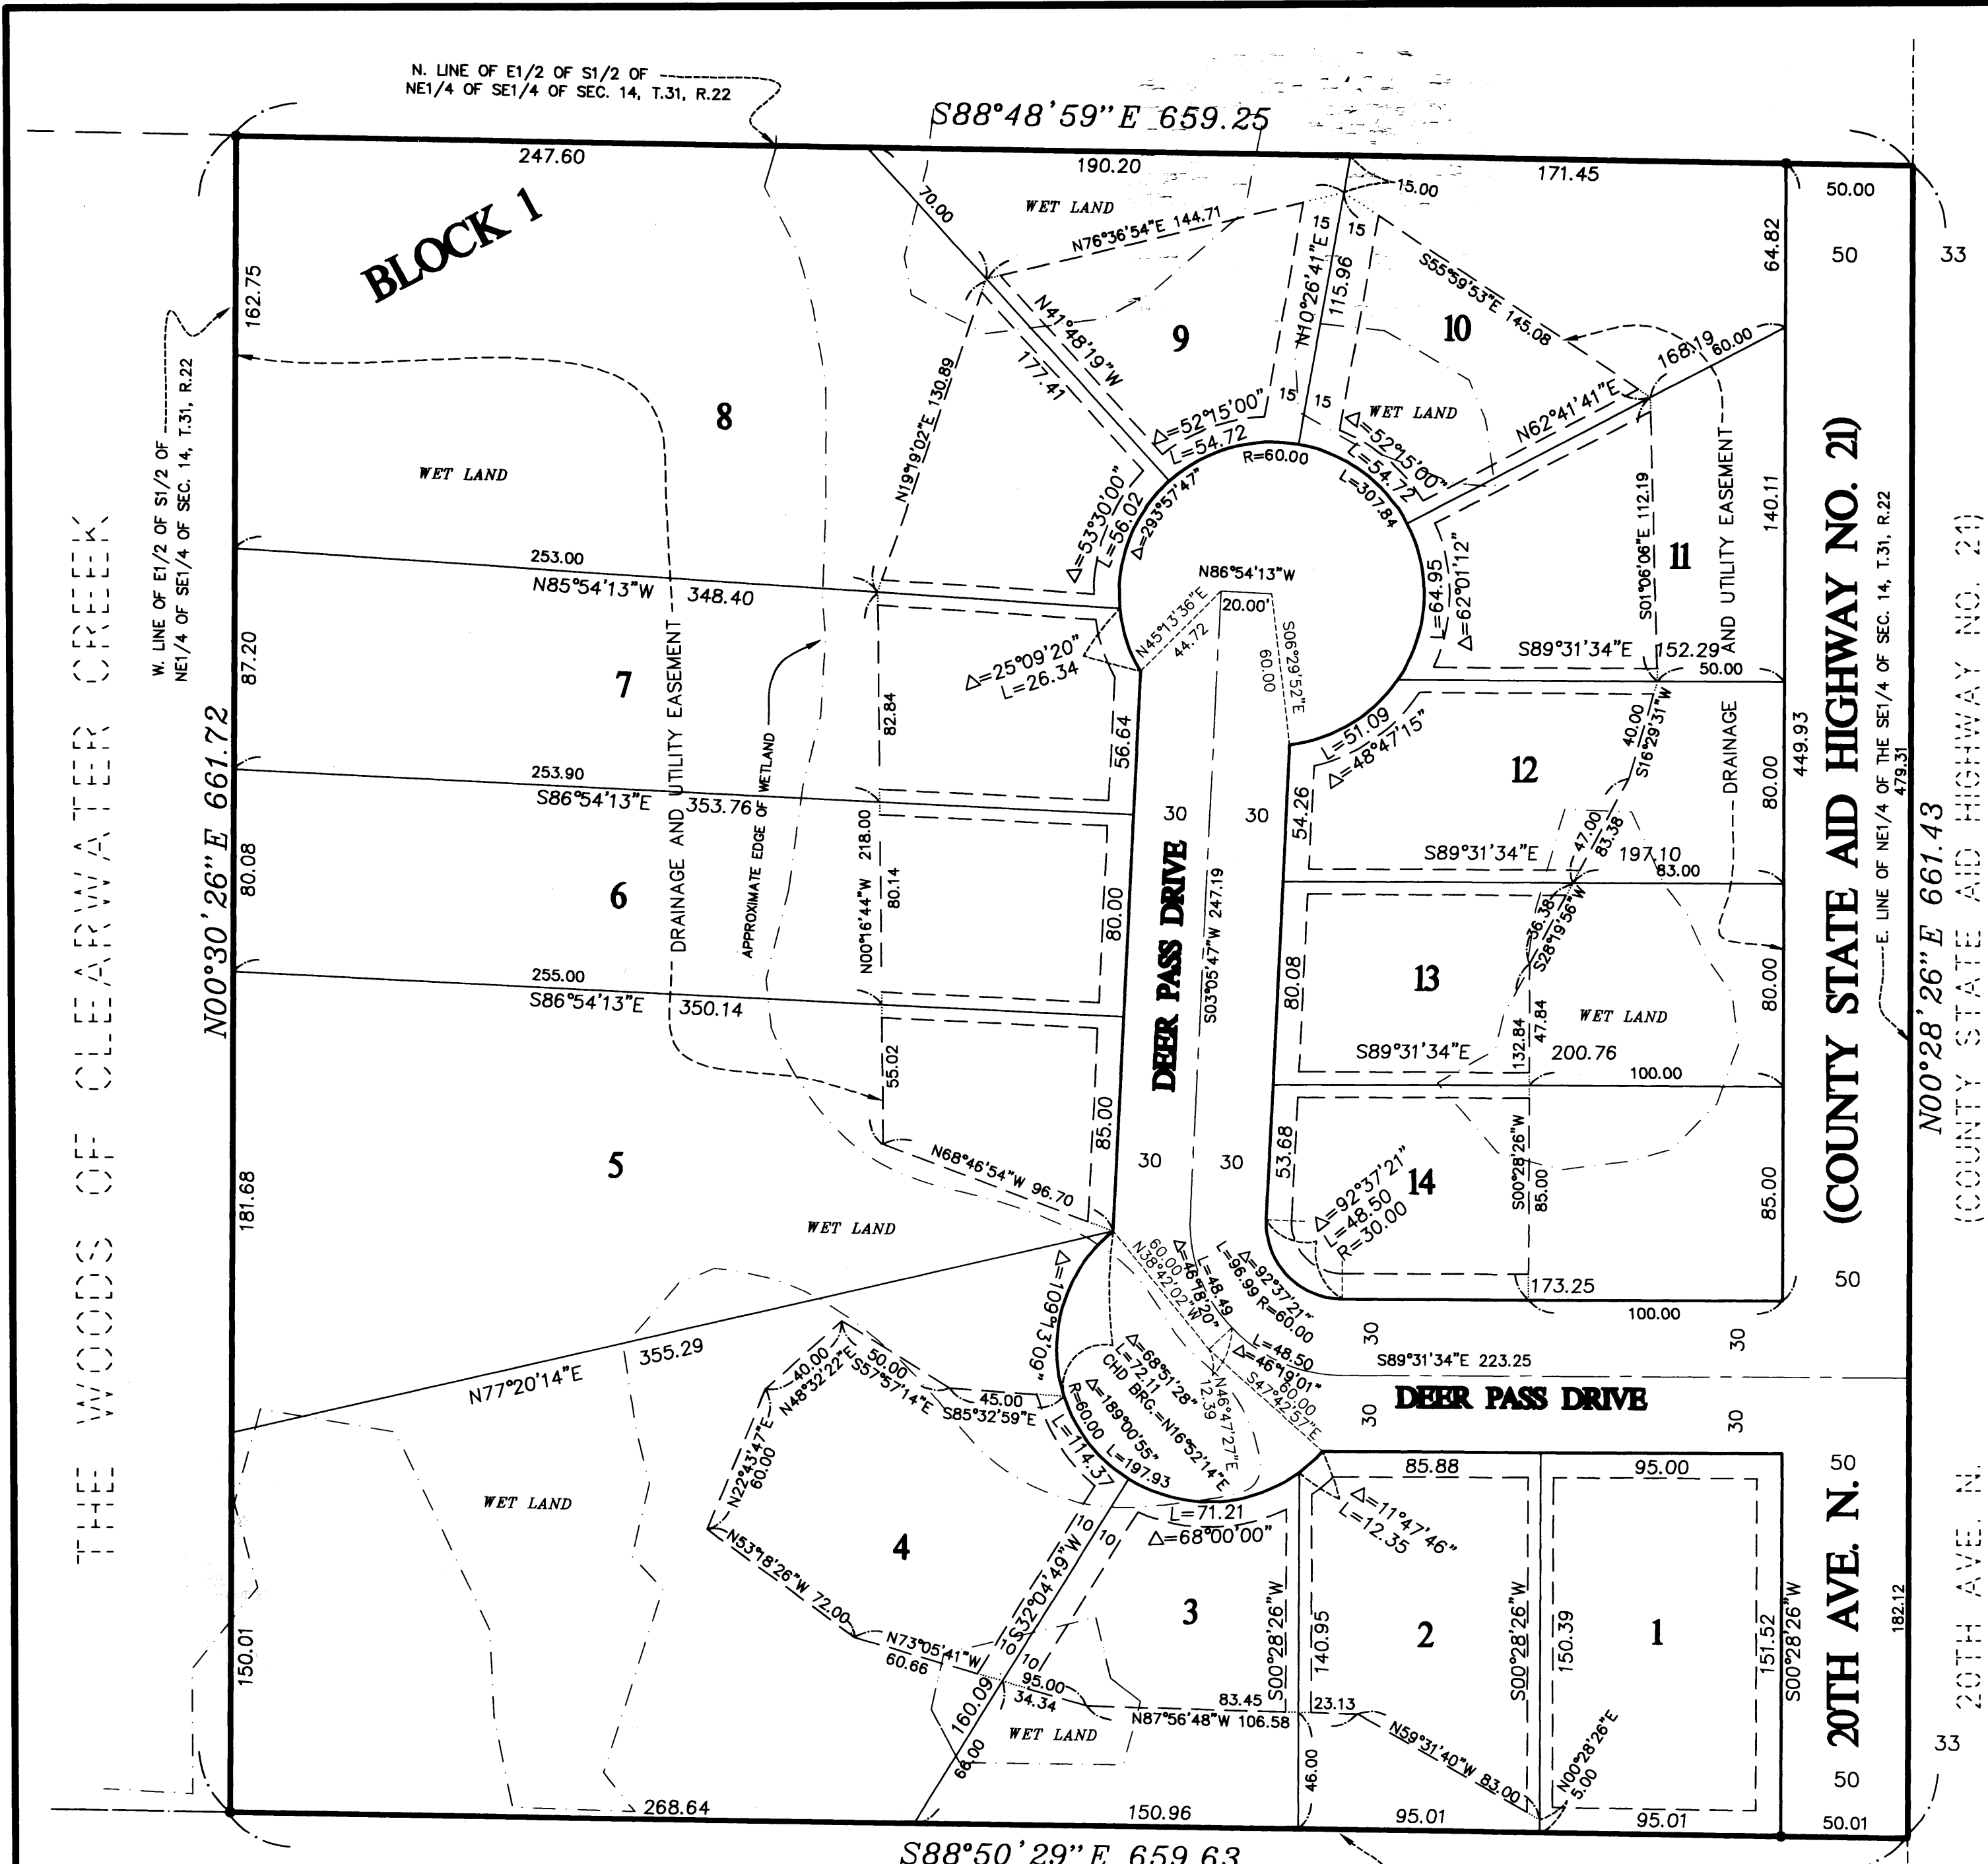 N. LINE OF E1/2 OF S1/2 OF
NE1/4 OF SE1/4 OF SEC. 14, T.31, R.22
S88°48'59"E 659.25
247.60
190.20
171.45
50.00
BLOCK 1
70.00
WET LAND
N76°36'54"E 144.71
15.00
15
15
64.82
50
33
162.75
W. LINE OF E1/2 OF S1/2 OF
NE1/4 OF SE1/4 OF SEC. 14, T.31, R.22
N41°48'19"W
177.41
9
N10°26'41"E
115.96
S55°59'53"E 145.08
10
168.19
60.00
N19°19'02"E 130.89
8
WET LAND
15
15
WET LAND
N62°41'41"E
Δ=52°15'00"
L=54.72
R=60.00
Δ=52°15'00"
L=54.72
L=307.84
Δ=53°30'00"
L=56.02
Δ=293°57'47"
S01°06'06"E 112.19
11
DRAINAGE AND UTILITY EASEMENT
140.11
L=64.95
Δ=62°01'12"
253.00
N85°54'13"W 348.40
N86°54'13"W
20.00'
N45°13'36"E
44.72
S06°29'52"E
60.00
S89°31'34"E 152.29
50.00
87.20
7
Δ=25°09'20"
L=26.34
82.84
56.64
L=51.09
Δ=48°47'15"
40.00
S16°29'31"W
12
80.00
449.93
479.31
253.90
S86°54'13"E 353.76
30
30
54.26
47.00
83.38
S89°31'34"E 197.10
83.00
N00°30'26"E 661.72
80.08
6
DRAINAGE AND UTILITY EASEMENT
APPROXIMATE EDGE OF WETLAND
N00°16'44"W 218.00
80.14
80.00
DEER PASS DRIVE
S03°05'47"W 247.19
80.08
13
36.38
S28°19'56"W
WET LAND
80.00
255.00
S86°54'13"E 350.14
132.84
47.84
S89°31'34"E 200.76
100.00
55.02
85.00
53.68
S00°28'26"W
85.00
85.00
5
181.68
N68°46'54"W 96.70
30
30
14
Δ=92°37'21"
L=48.50
R=30.00
WET LAND
60.00
N38°42'02"W
Δ=46°18'20"
L=48.49
Δ=92°37'21"
L=96.99 R=60.00
173.25
100.00
50
Δ=109°13'09"
N77°20'14"E 355.29
L=48.50
Δ=46°19'01"
60.00
S47°42'57"E
N46°47'27"E
12.39
30
30
S89°31'34"E 223.25
DEER PASS DRIVE
30
30
40.00
N48°32'22"E
50.00
S57°57'14"E
45.00
S85°32'59"E
Δ=68°51'28"
L=72.11
CHD BRG.=N16°52'14"E
Δ=189°00'55"
R=60.00
L=197.93
L=114.37
N22°43'47"E
60.00
WET LAND
4
N53°18'26"W 72.00
L=71.21
Δ=68°00'00"
85.88
95.00
50
Δ=11°47'46"
L=12.35
10
10
S32°04'49"W
3
S00°28'26"W
140.95
2
S00°28'26"W
150.39
1
151.52
S00°28'26"W
182.12
150.01
N73°05'41"W
60.66
10
10
95.00
34.34
160.09
66.00
WET LAND
83.45
N87°56'48"W 106.58
23.13
N59°31'40"W 83.00
N00°28'26"E
5.00
46.00
33
50
268.64
150.96
95.01
95.01
50.01
S88°50'29"E 659.63
THE WOODS OF CLEARWATER CREEK
20TH AVE. N. (COUNTY STATE AID HIGHWAY NO. 21)
E. LINE OF NE1/4 OF THE SE1/4 OF SEC. 14, T.31, R.22
N00°28'26"E 661.43
20TH AVE. N. (COUNTY STATE AID HIGHWAY NO. 21)